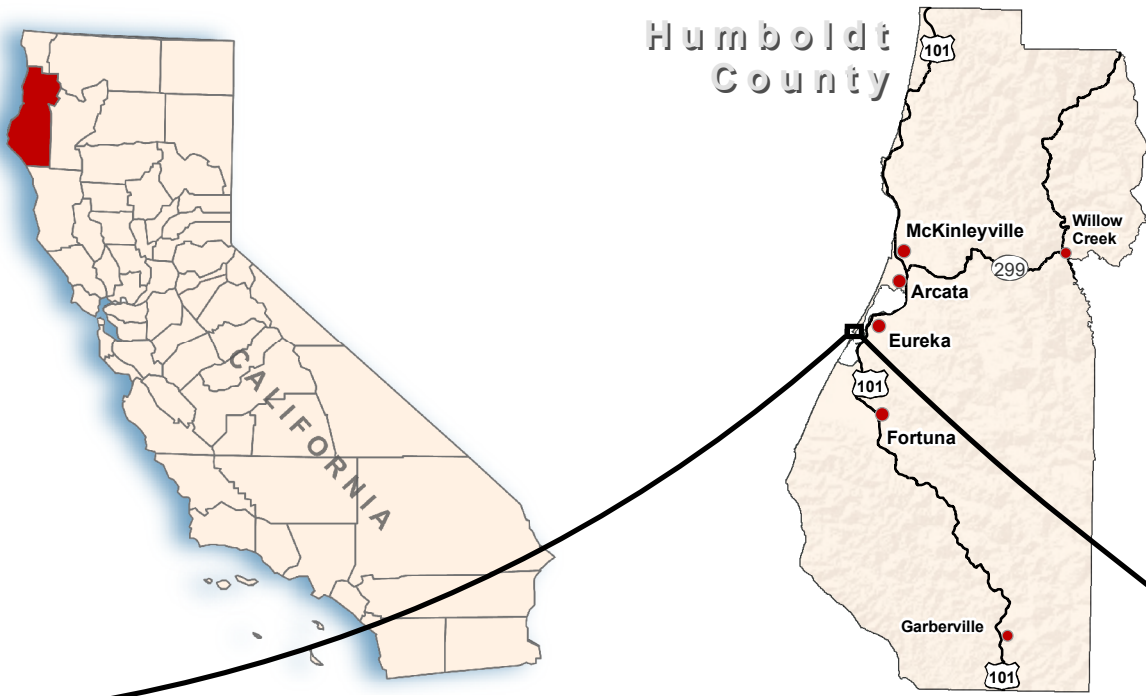 Humboldt
County
101
McKinleyville
Willow
Creek
299
Arcata
Eureka
101
CALIFORNIA
Fortuna
Garberville
101